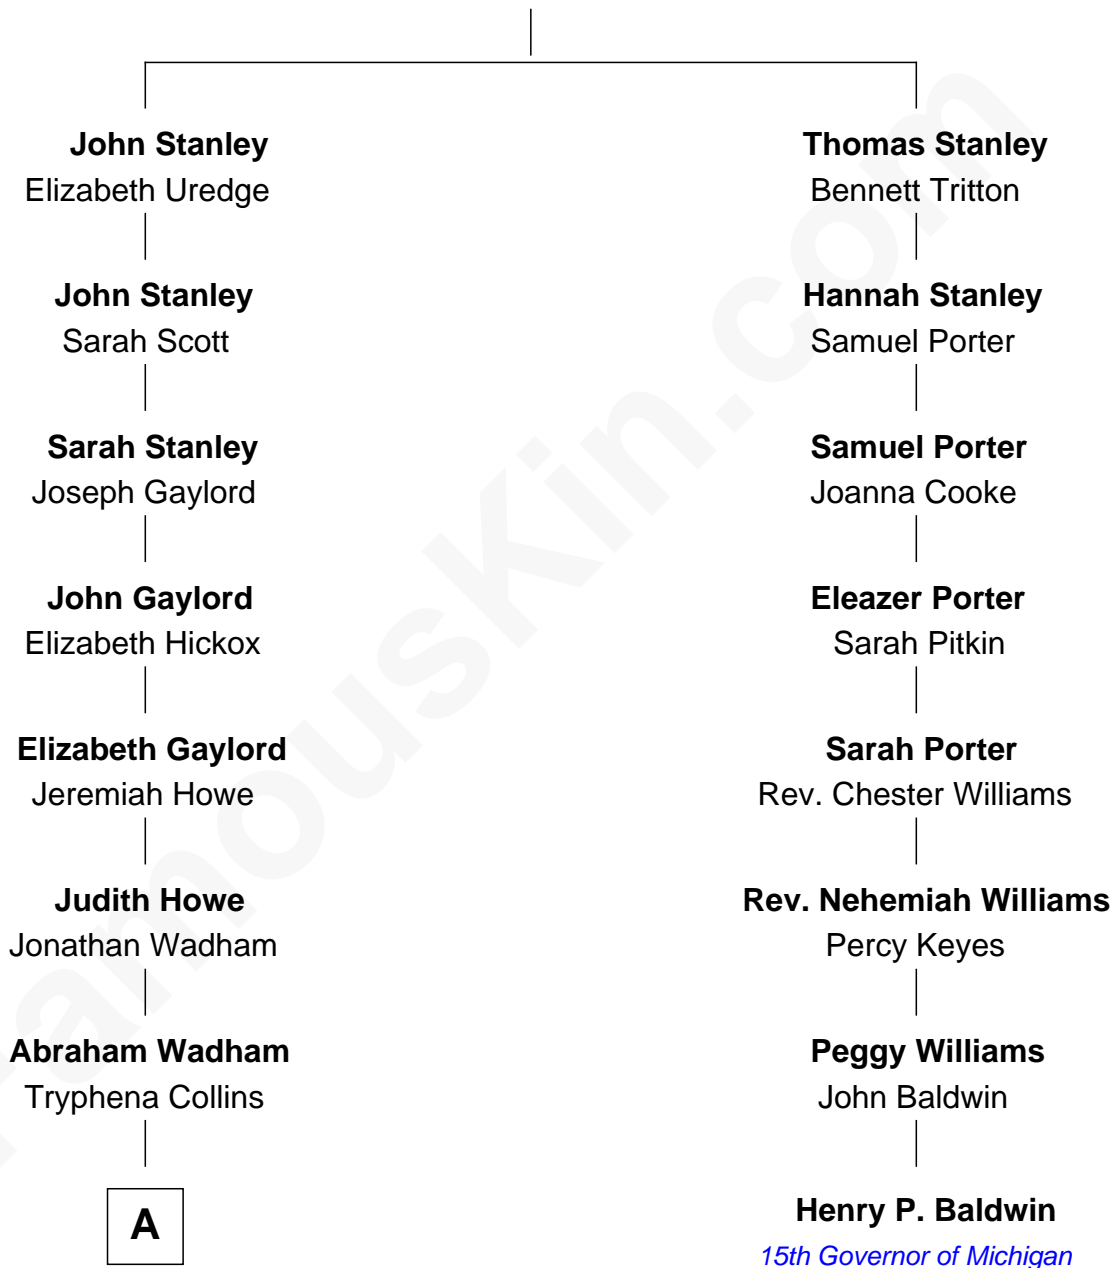 John Stanley
Elizabeth Uredge
John Stanley
Sarah Scott
Sarah Stanley
Joseph Gaylord
John Gaylord
Elizabeth Hickox
Elizabeth Gaylord
Jeremiah Howe
Judith Howe
Jonathan Wadham
Abraham Wadham
Tryphena Collins
A
Thomas Stanley
Bennett Tritton
Hannah Stanley
Samuel Porter
Samuel Porter
Joanna Cooke
Eleazer Porter
Sarah Pitkin
Sarah Porter
Rev. Chester Williams
Rev. Nehemiah Williams
Percy Keyes
Peggy Williams
John Baldwin
Henry P. Baldwin
15th Governor of Michigan
FamousKin.com